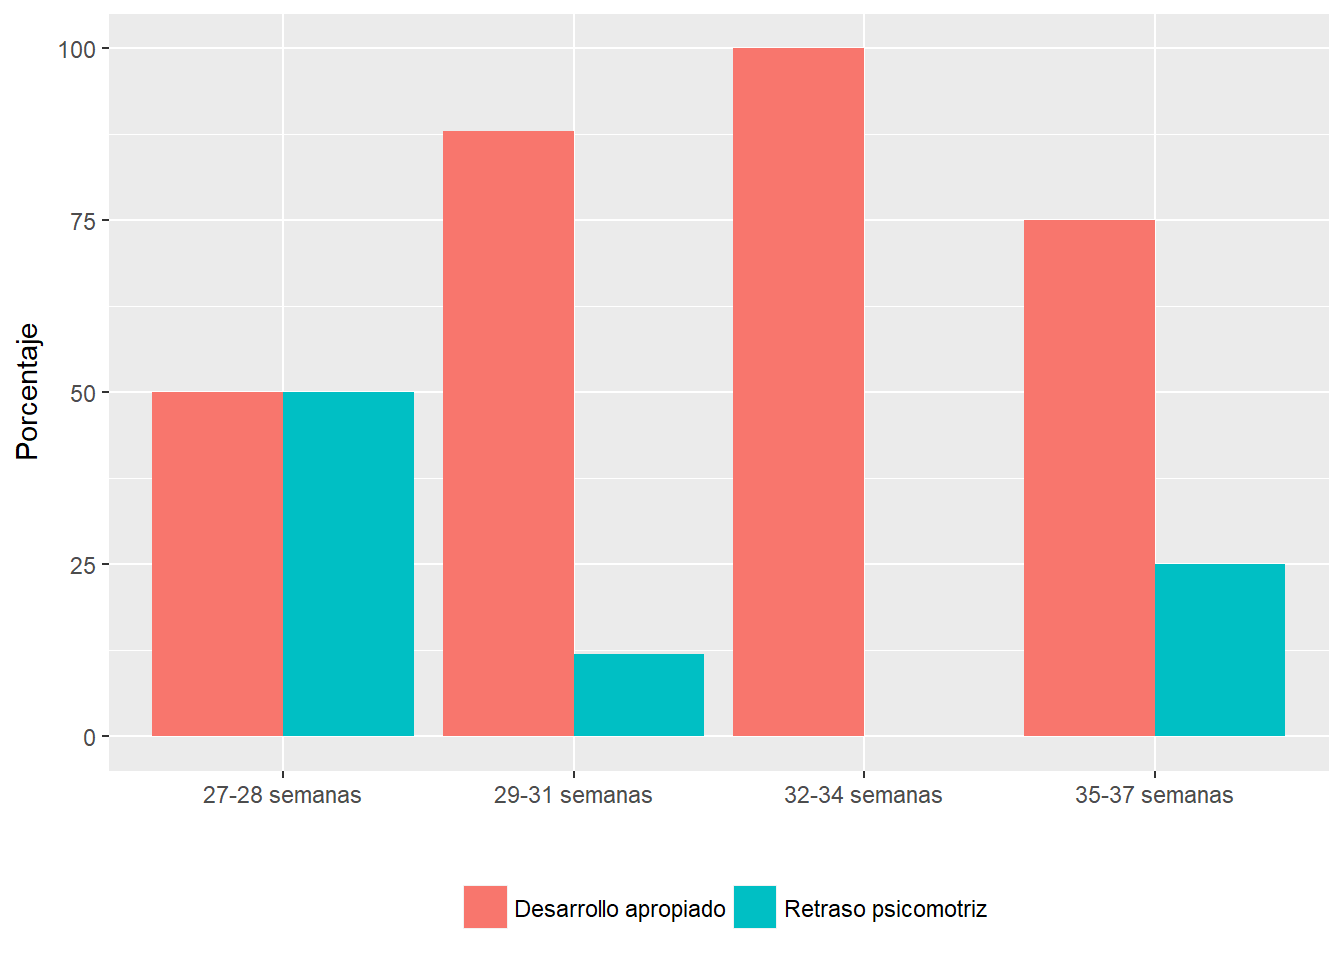 Porcentaje
100
75
50
25
0
27-28 semanas
29-31 semanas
32-34 semanas
35-37 semanas
Desarrollo apropiado
Retraso psicomotriz